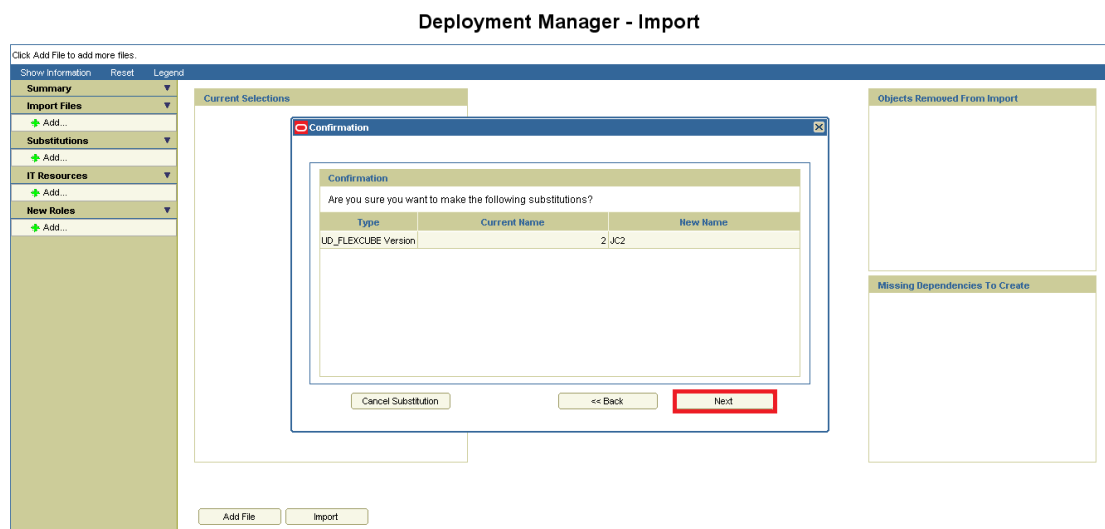 Deployment Manager - Import
Click Add File to add more files.
Show Information Reset Legend
Summary
Import Files
Add...
Substitutions
Add...
IT Resources
Add...
New Roles
Add...
Current Selections
Confirmation
Confirmation
Are you sure you want to make the following substitutions?
Type Current Name New Name
UD_FLEXCUBE Version 2 JC2
Cancel Substitution << Back Next
Objects Removed From Import
Missing Dependencies To Create
Add File Import